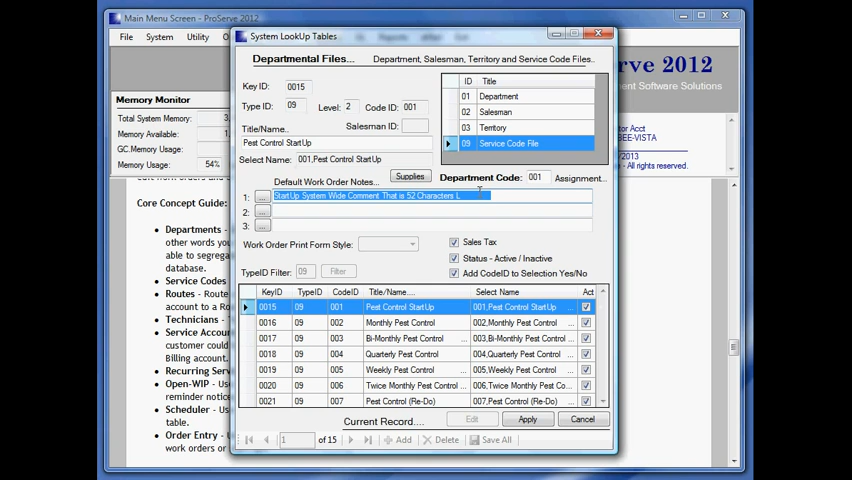 Main Menu Screen - ProServe 2012
File System Utility
Memory Monitor
Total System Memory: 3,
Memory Available: 1,
GC.Memory Usage:
Memory Usage: 54%
rve 2012
ment Software Solutions
tor Acct
BEE-VISTA
/2013
- All rights reserved.
Core Concept Guide:
Departments -
other words you
able to segregat
database.
Service Codes
Routes - Route
account to a Ro
Technicians - T
Service Accoun
customer could
Billing account.
Recurring Serv
Open-WIP - Use
reminder notice
Scheduler - Us
table.
Order Entry - U
work orders or
System LookUp Tables
Departmental Files... Department, Salesman, Territory and Service Code Files..
Key ID: 0015
Type ID: 09 Level: 2 Code ID: 001
Title/Name.. Salesman ID:
Pest Control StartUp
Select Name: 001,Pest Control StartUp
ID Title
01 Department
02 Salesman
03 Territory
09 Service Code File
Default Work Order Notes... Supplies Department Code: 001 Assignment...
1: ... StartUp System Wide Comment That is 52 Characters L
2: ...
3: ...
Work Order Print Form Style: Sales Tax
Status - Active / Inactive
TypeID Filter: 09 Filter Add CodeID to Selection Yes/No
KeyID TypeID CodeID Title/Name.... Select Name Act
0015 09 001 Pest Control StartUp 001,Pest Control StartUp ...
0016 09 002 Monthly Pest Control 002,Monthly Pest Control ...
0017 09 003 Bi-Monthly Pest Control ... 003,Bi-Monthly Pest Control ...
0018 09 004 Quarterly Pest Control 004,Quarterly Pest Control ...
0019 09 005 Weekly Pest Control 005,Weekly Pest Control ...
0020 09 006 Twice Monthly Pest Control ... 006,Twice Monthly Pest Co...
0021 09 007 Pest Control (Re-Do) 007,Pest Control (Re-Do) ...
Current Record.... Edit Apply Cancel
1 of 15 Add Delete Save All